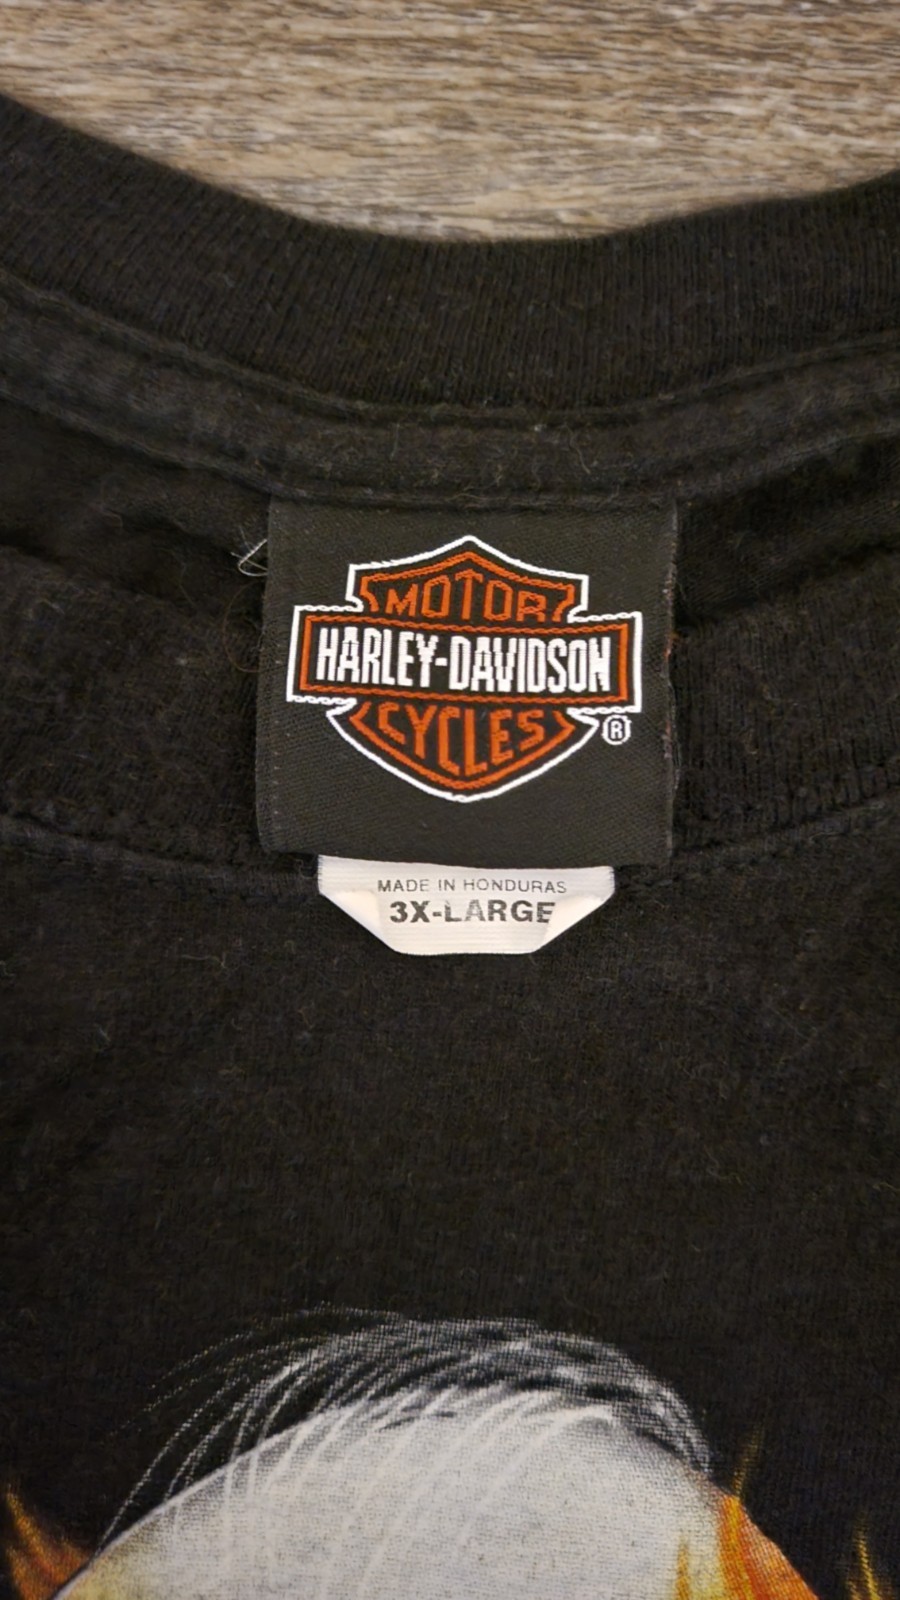 MOTOR
HARLEY-DAVIDSON
CYCLES
®
MADE IN HONDURAS
3X-LARGE